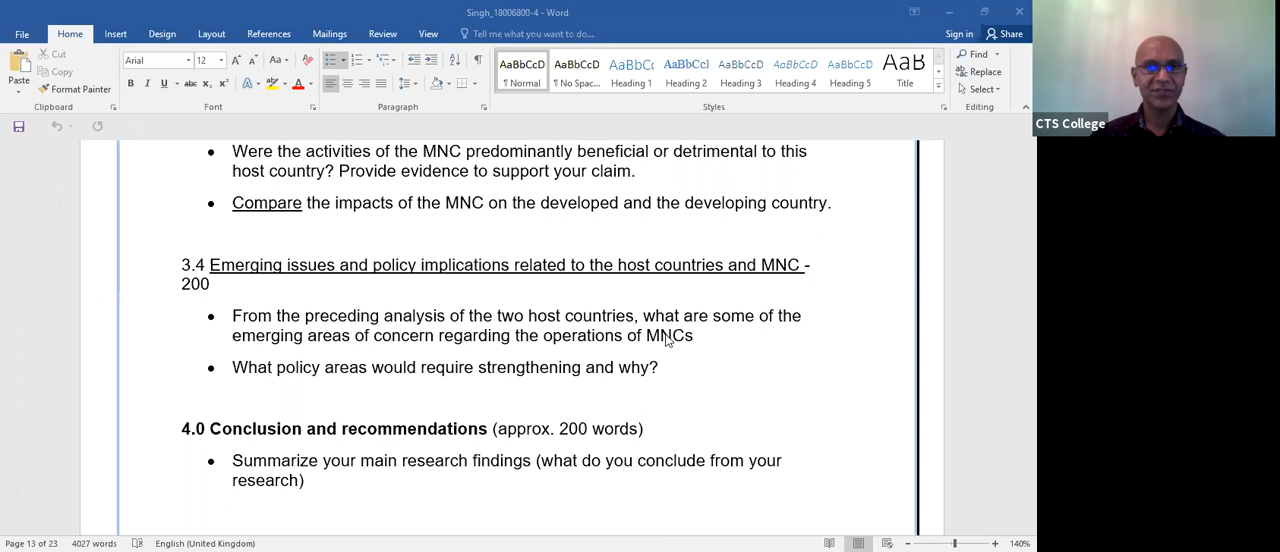 Singh_18006800-4 - Word
File Home Insert Design Layout References Mailings Review View Tell me what you want to do... Sign in Share
Paste
Cut
Copy
Format Painter
Clipboard
Arial 12
Font
Paragraph
AaBbCcD AaBbCcD AaBbC AaBbCcI AaBbCcD AaBbCcD AaBbCcD AaB
¶ Normal ¶ No Spac... Heading 1 Heading 2 Heading 3 Heading 4 Heading 5 Title
Styles
Find
Replace
Select
Editing
CTS College
• Were the activities of the MNC predominantly beneficial or detrimental to this
host country? Provide evidence to support your claim.
• Compare the impacts of the MNC on the developed and the developing country.
3.4 Emerging issues and policy implications related to the host countries and MNC -
200
• From the preceding analysis of the two host countries, what are some of the
emerging areas of concern regarding the operations of MNCs
• What policy areas would require strengthening and why?
4.0 Conclusion and recommendations (approx. 200 words)
• Summarize your main research findings (what do you conclude from your
research)
Page 13 of 23 4027 words English (United Kingdom) 140%